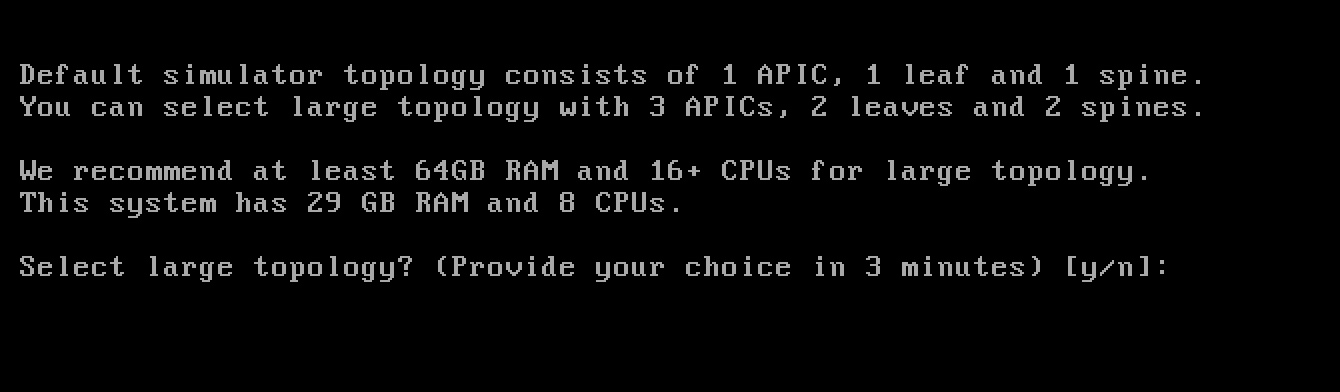 Default simulator topology consists of 1 APIC, 1 leaf and 1 spine.
You can select large topology with 3 APICs, 2 leaves and 2 spines.
We recommend at least 64GB RAM and 16+ CPUs for large topology.
This system has 29 GB RAM and 8 CPUs.
Select large topology? (Provide your choice in 3 minutes) [y/n]: